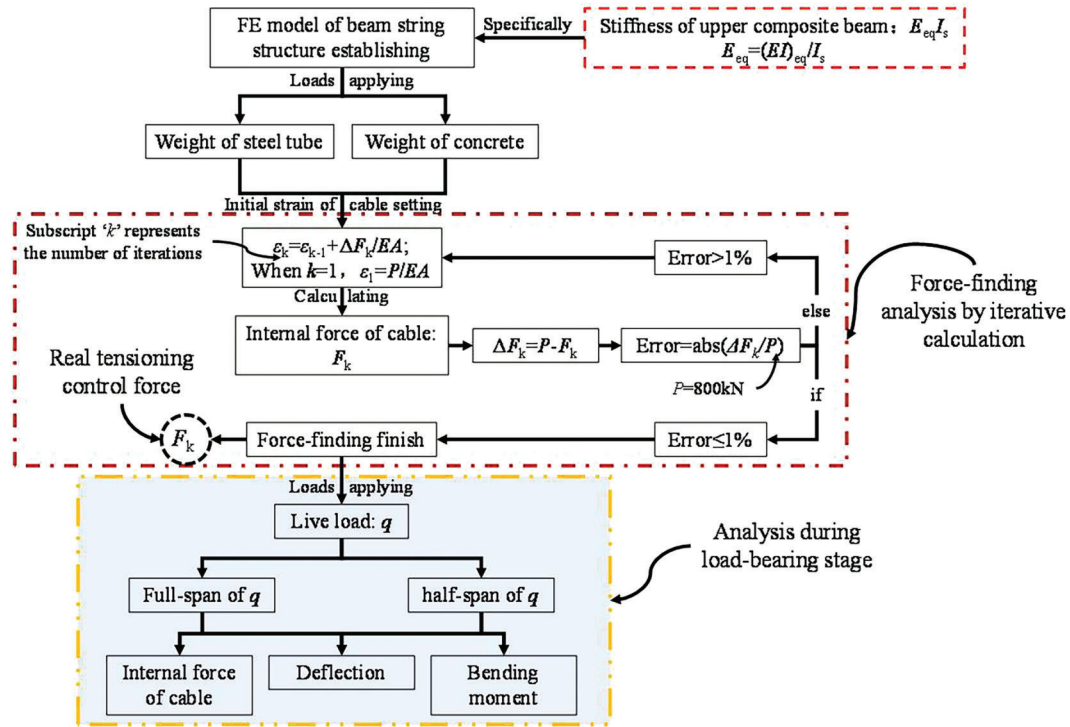 FE model of beam string
structure establishing
Specifically
Stiffness of upper composite beam: EeqIs
Eeq=(EI)eq/Is
Loads applying
Weight of steel tube
Weight of concrete
Initial strain of cable setting
Subscript ‘k’ represents
the number of iterations
εk=εk-1+ΔFk/EA;
When k=1, ε1=P/EA
Error>1%
Calculating
else
Force-finding
analysis by iterative
calculation
Internal force of cable:
Fk
ΔFk=P-Fk
Error=abs(ΔFk/P)
P=800kN
if
Real tensioning
control force
Fk
Force-finding finish
Error≤1%
Loads applying
Live load: q
Analysis during
load-bearing stage
Full-span of q
half-span of q
Internal force
of cable
Deflection
Bending
moment